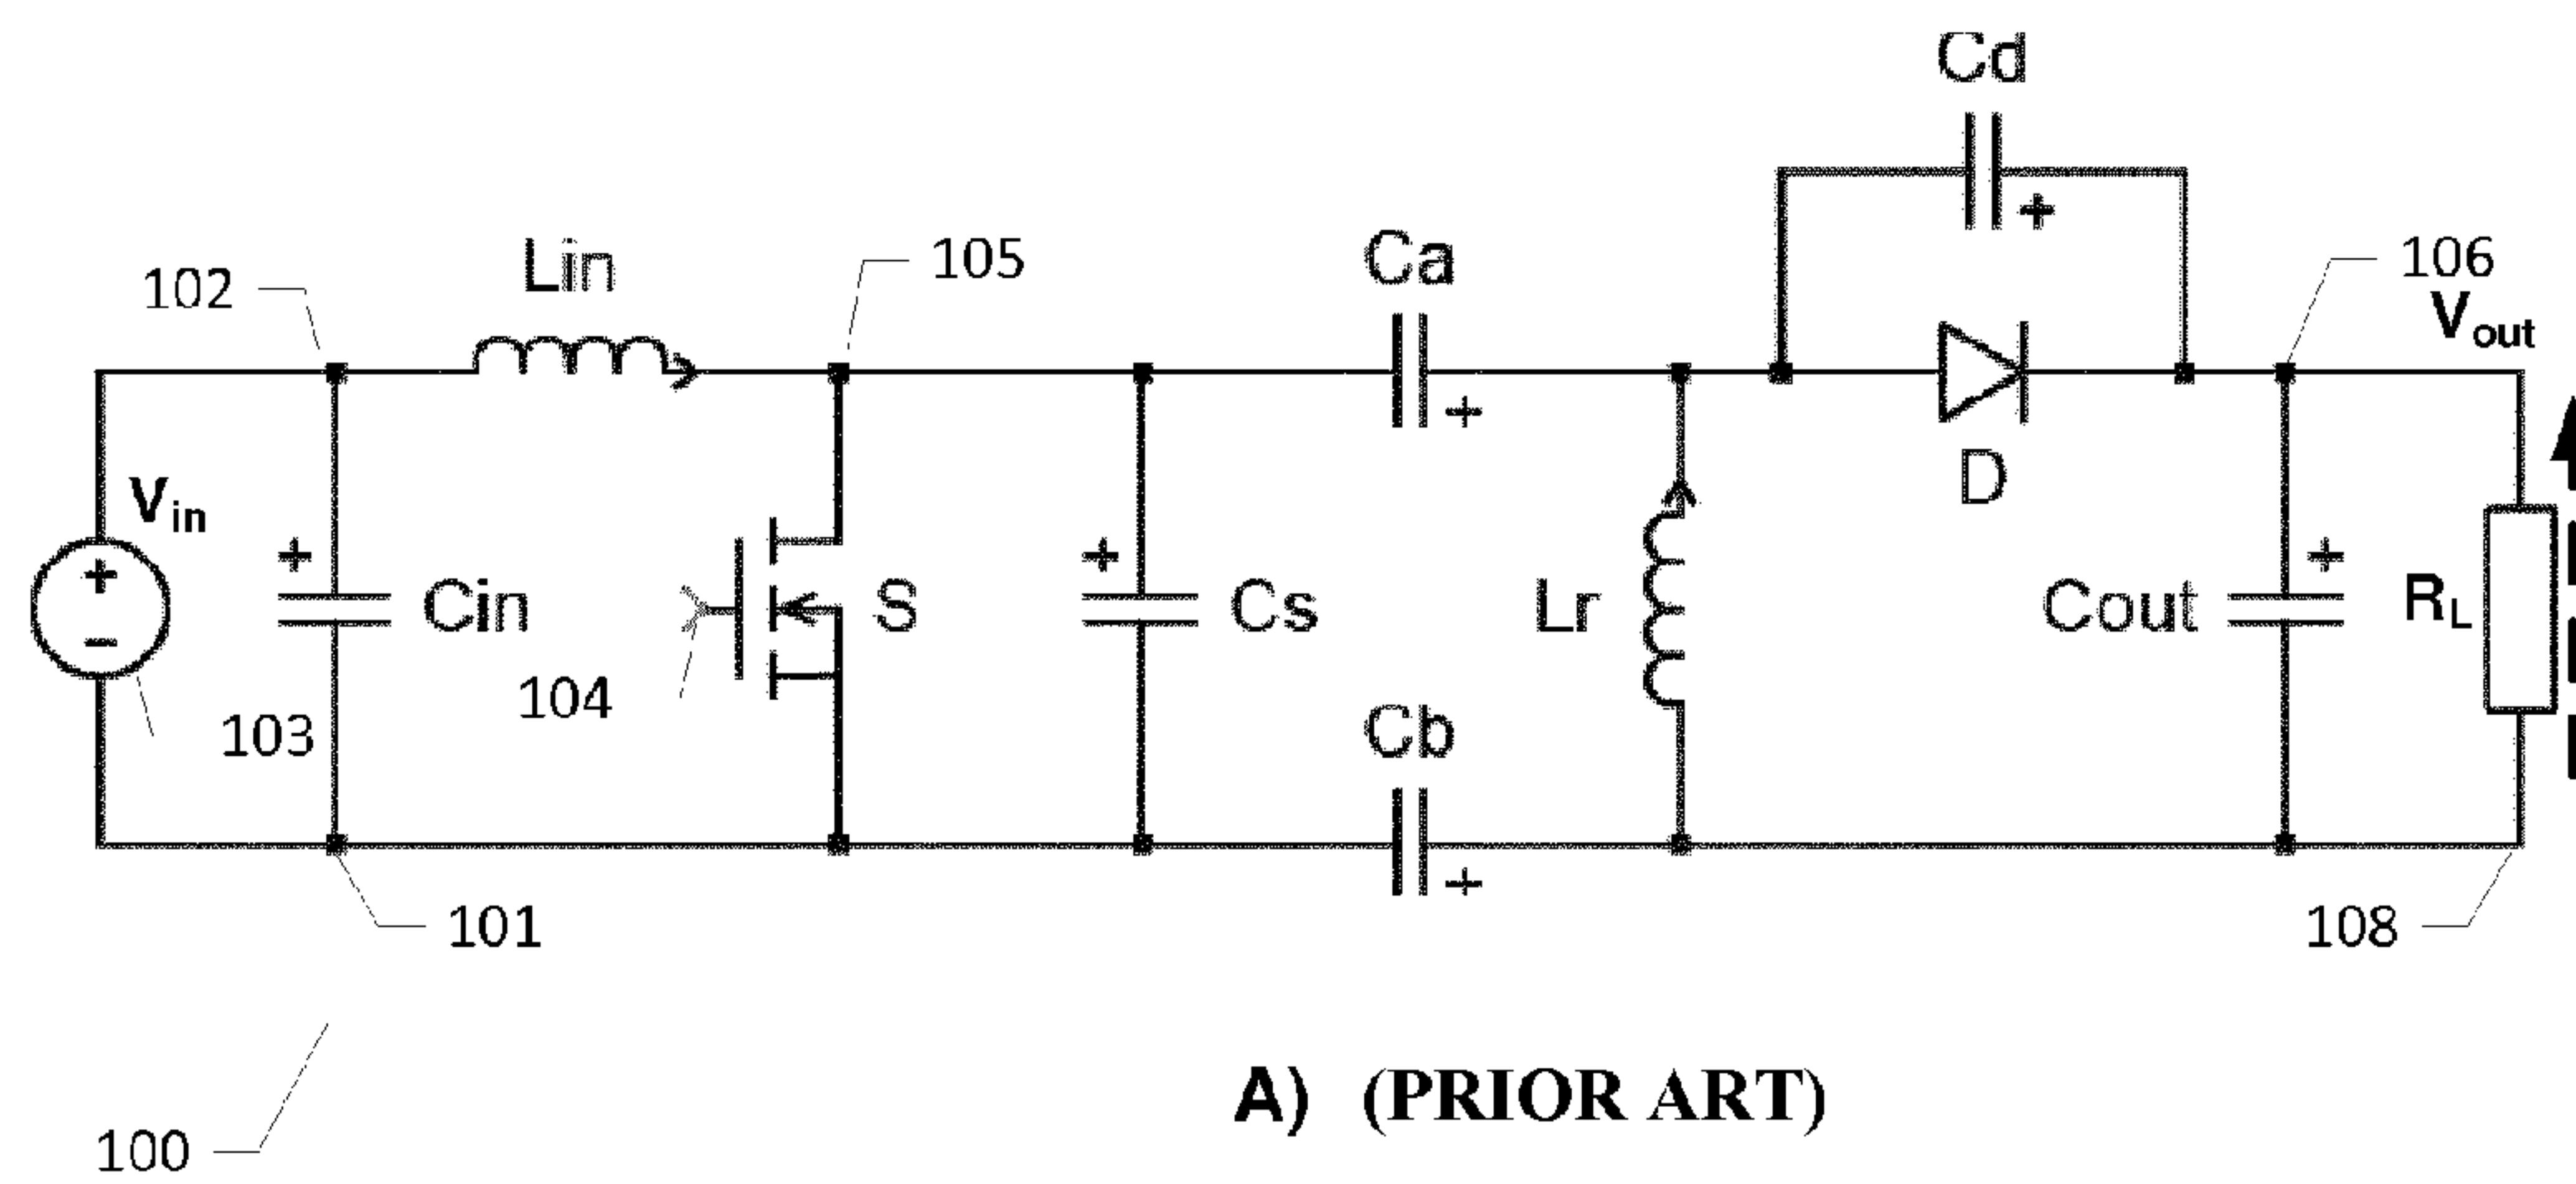 Cd
+
102
Lin
105
Ca
106
Vout
+
Vin
+
−
+
Cin
S
+
Cs
Lr
D
Cout
+
RL
103
104
Cb
+
101
108
A) (PRIOR ART)
100